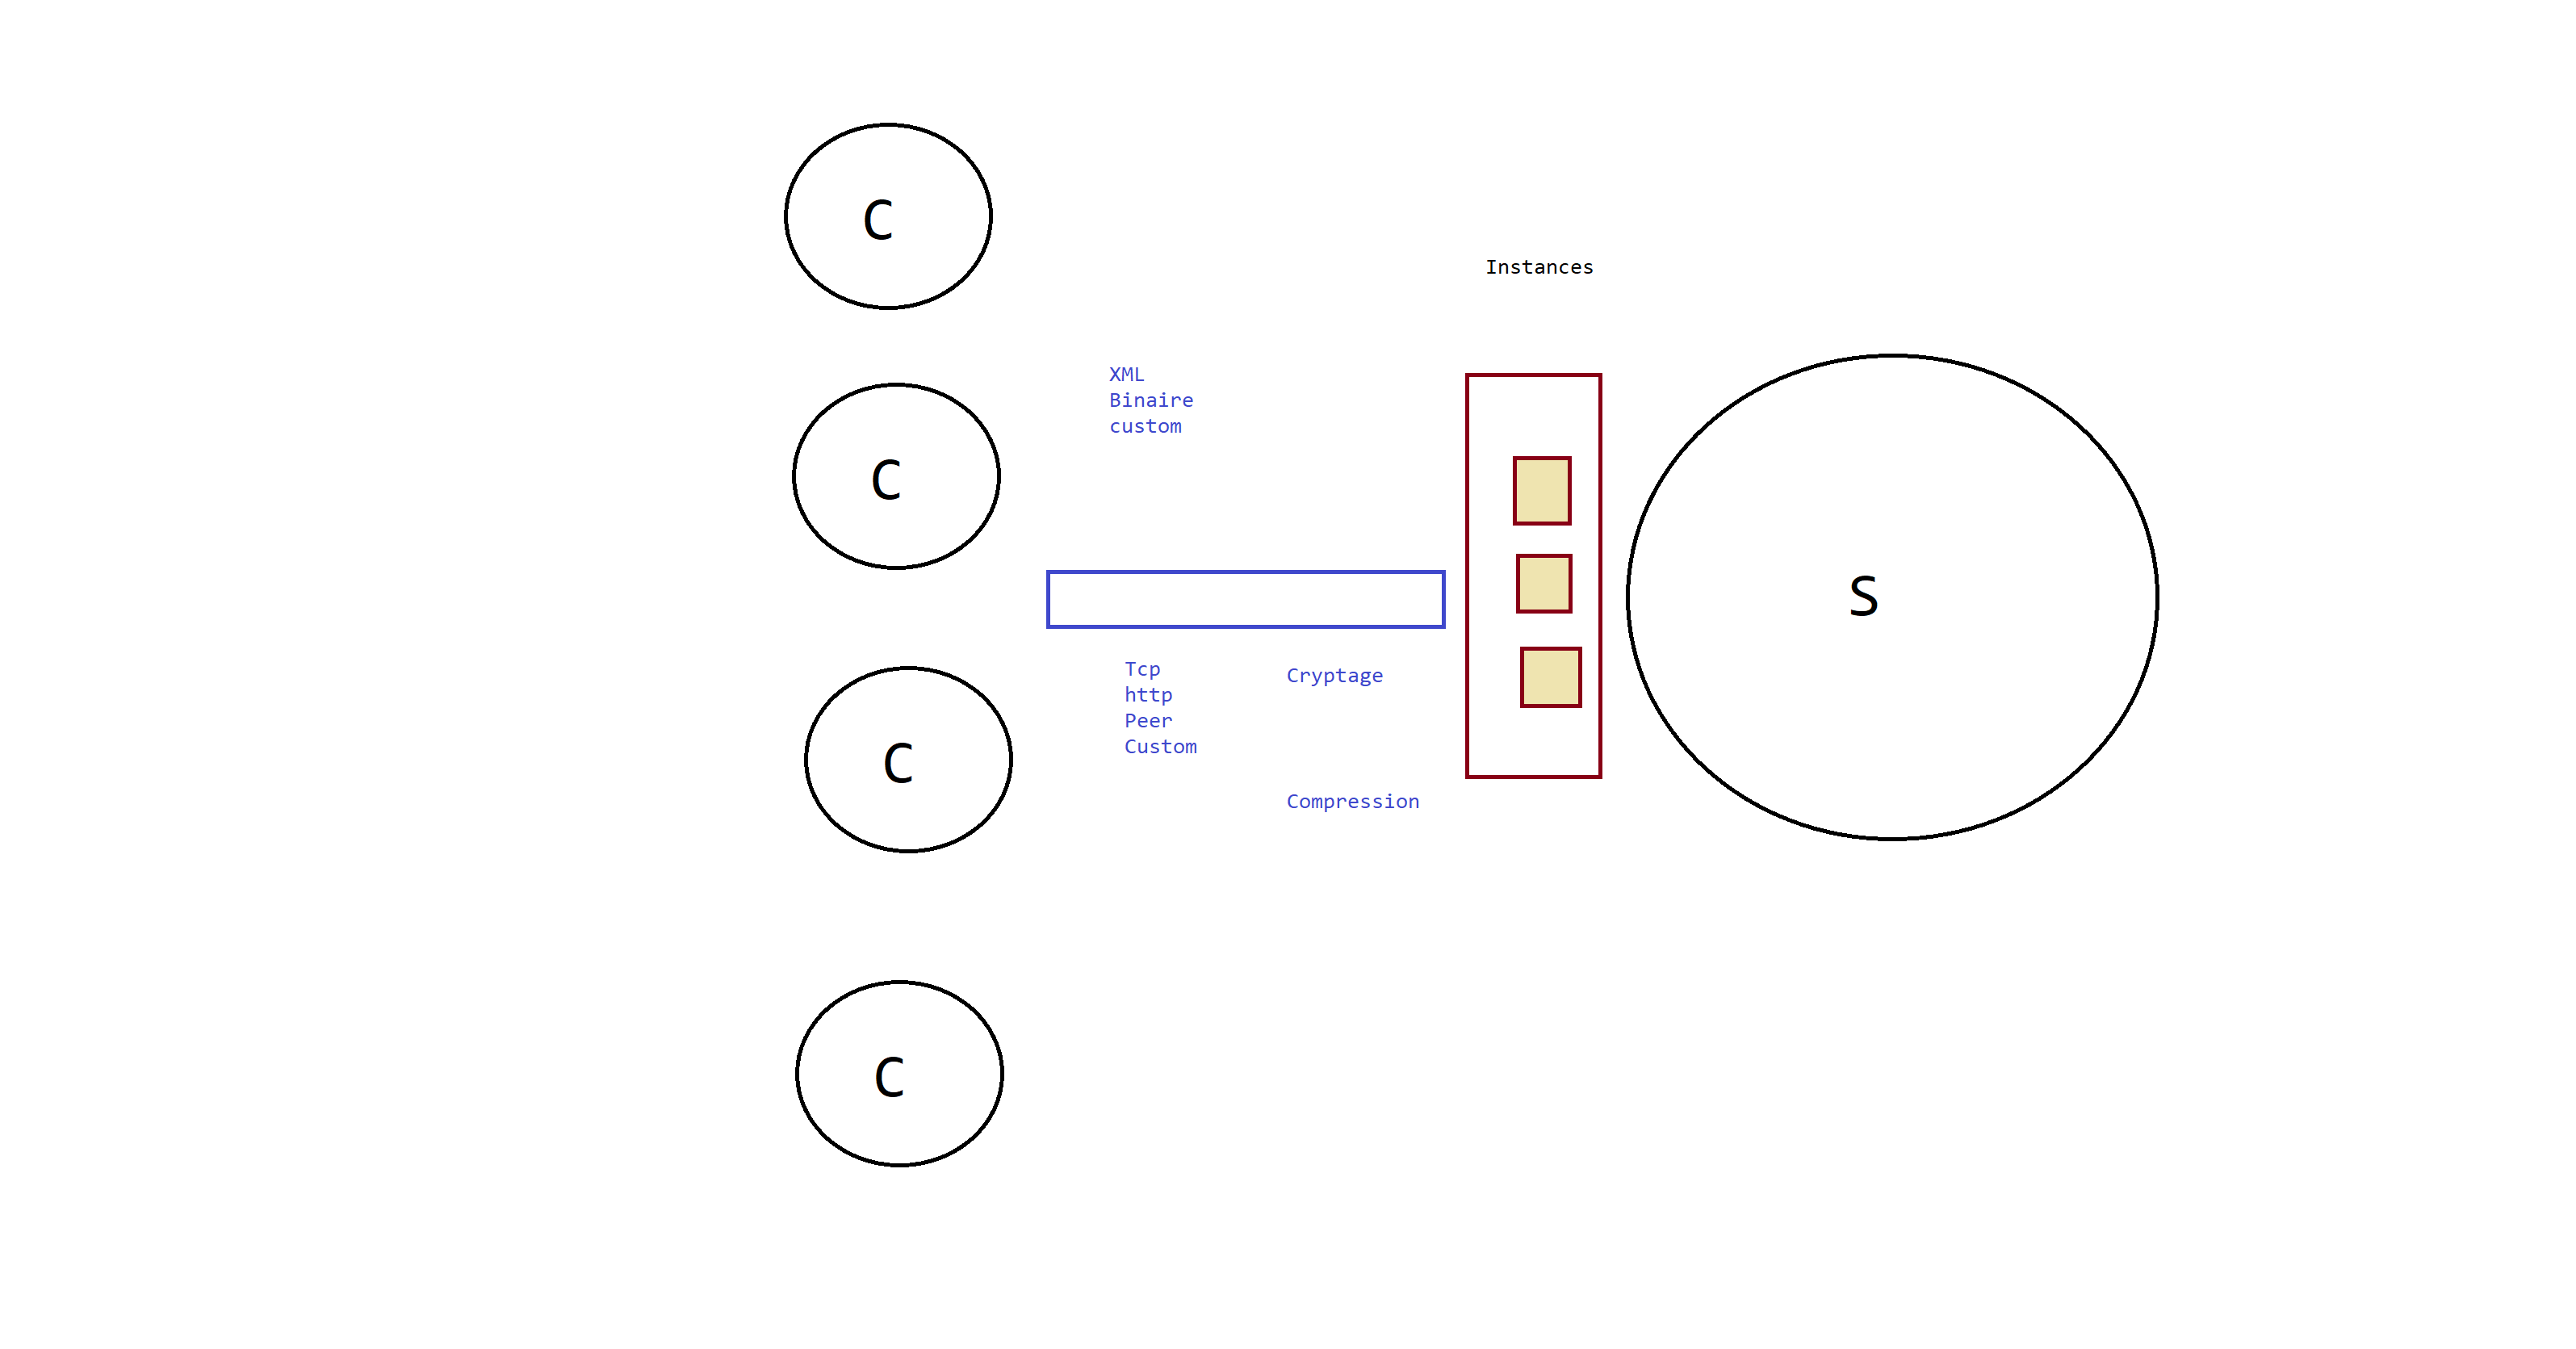 C
Instances
XML
Binaire
custom
C
S
Tcp
http
Peer
Custom
Cryptage
C
Compression
C